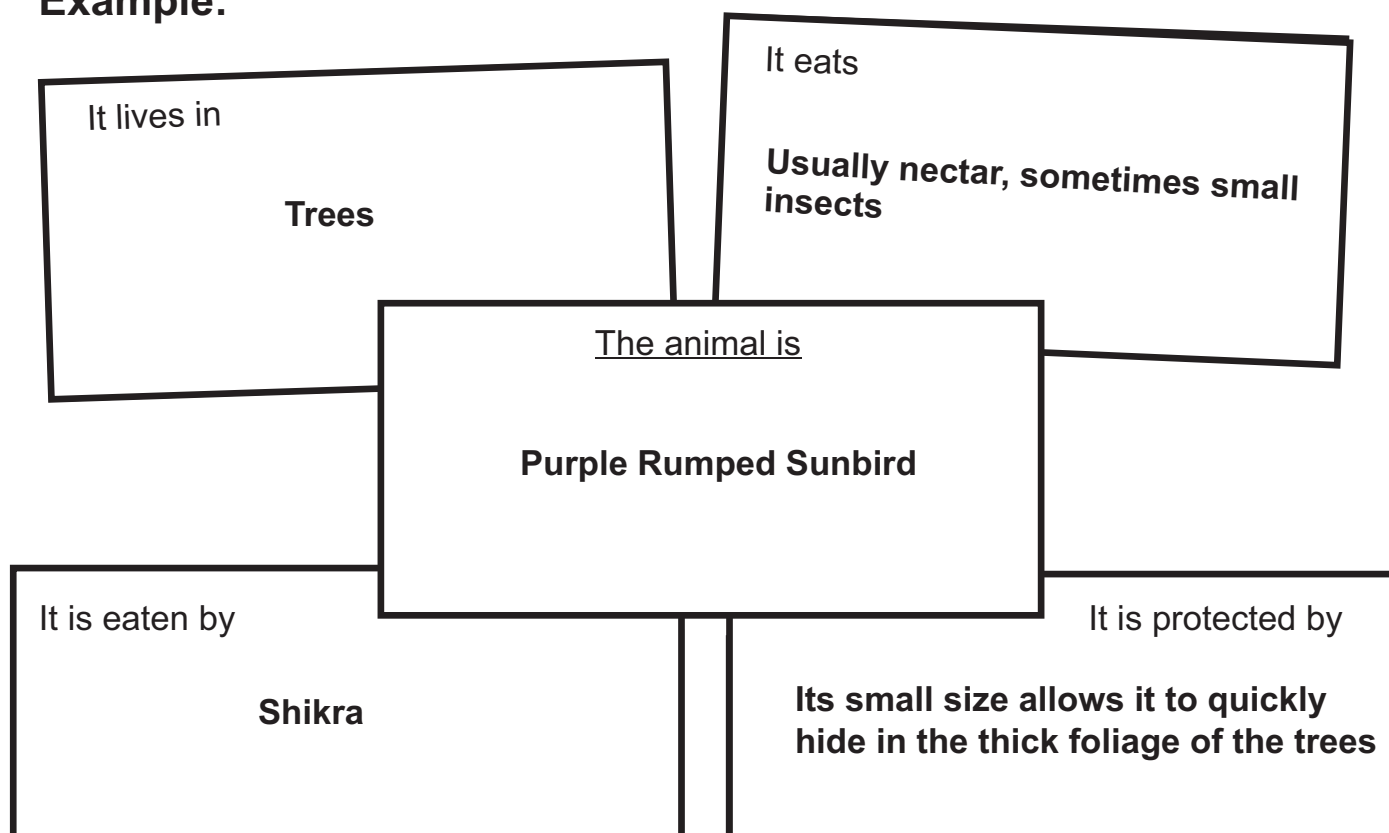 Example:
It lives in
Trees
It eats
Usually nectar, sometimes small
insects
The animal is
Purple Rumped Sunbird
It is eaten by
Shikra
It is protected by
Its small size allows it to quickly
hide in the thick foliage of the trees